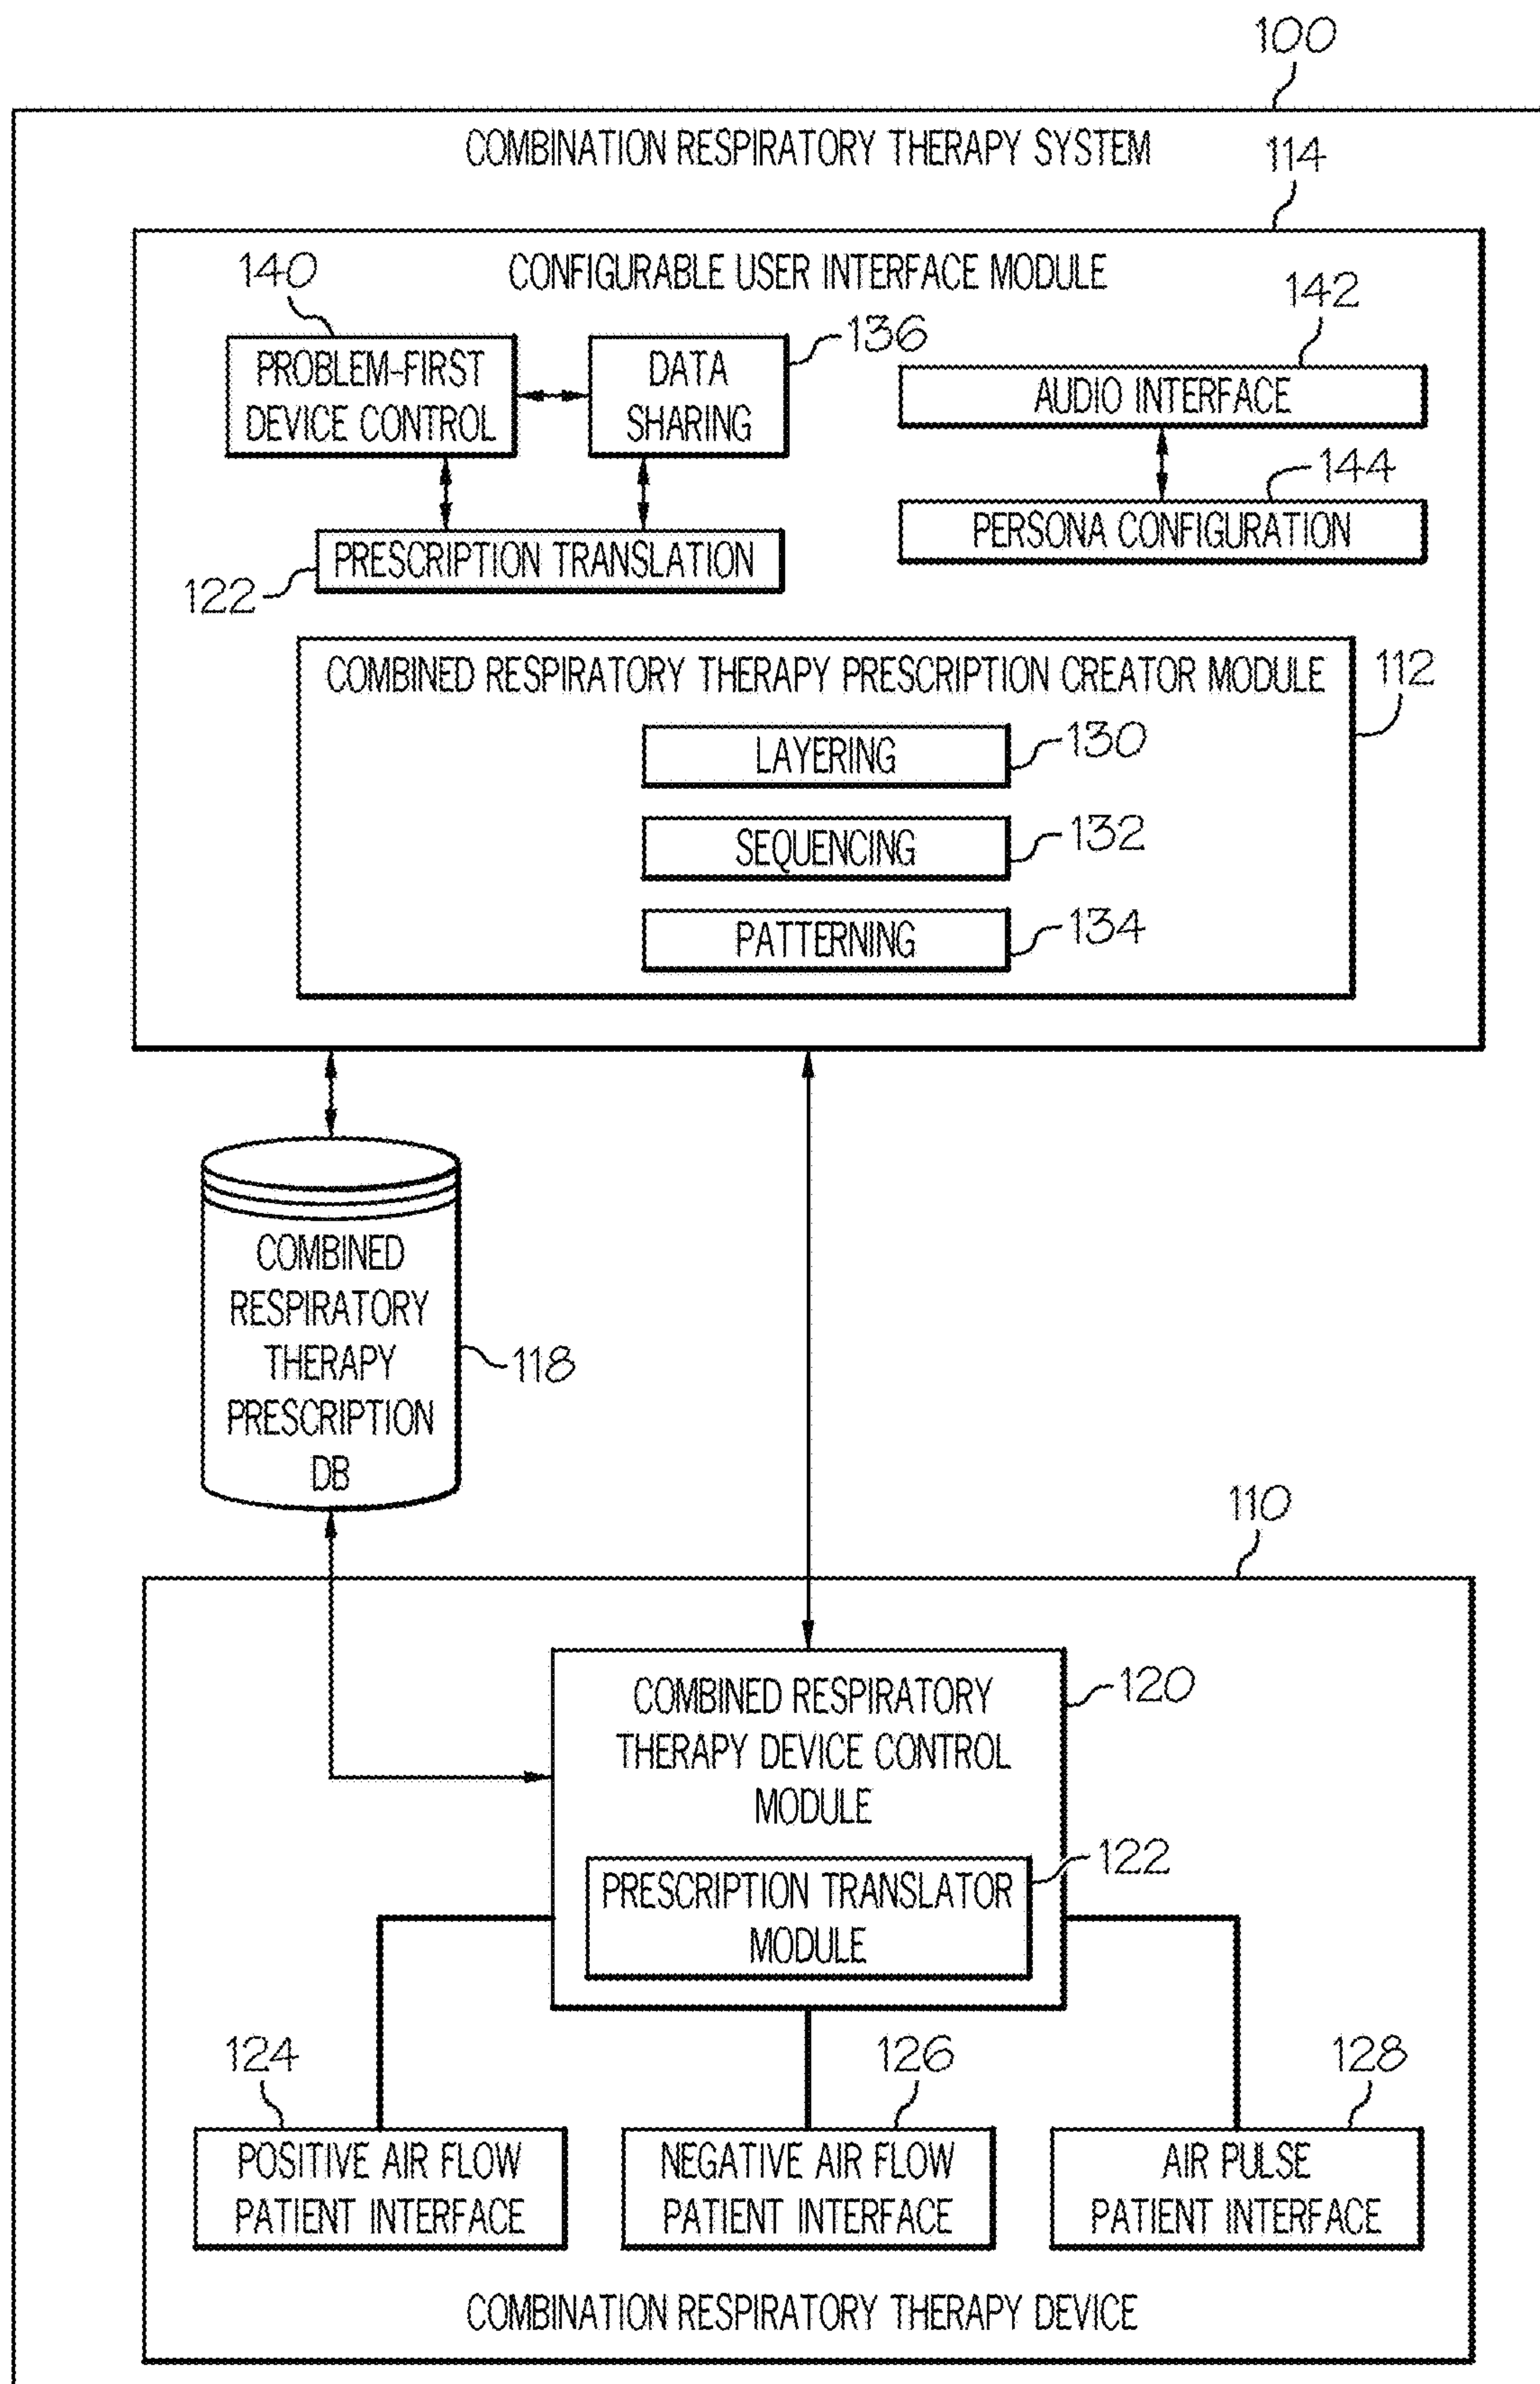 100
COMBINATION RESPIRATORY THERAPY SYSTEM
114
CONFIGURABLE USER INTERFACE MODULE
140
PROBLEM-FIRST
DEVICE CONTROL
DATA
SHARING
136
142
AUDIO INTERFACE
144
PERSONA CONFIGURATION
PRESCRIPTION TRANSLATION
122
COMBINED RESPIRATORY THERAPY PRESCRIPTION CREATOR MODULE
112
LAYERING
130
SEQUENCING
132
PATTERNING
134
COMBINED
RESPIRATORY
THERAPY
PRESCRIPTION
DB
118
110
COMBINED RESPIRATORY
THERAPY DEVICE CONTROL
MODULE
120
PRESCRIPTION TRANSLATOR
MODULE
122
124
POSITIVE AIR FLOW
PATIENT INTERFACE
126
NEGATIVE AIR FLOW
PATIENT INTERFACE
128
AIR PULSE
PATIENT INTERFACE
COMBINATION RESPIRATORY THERAPY DEVICE